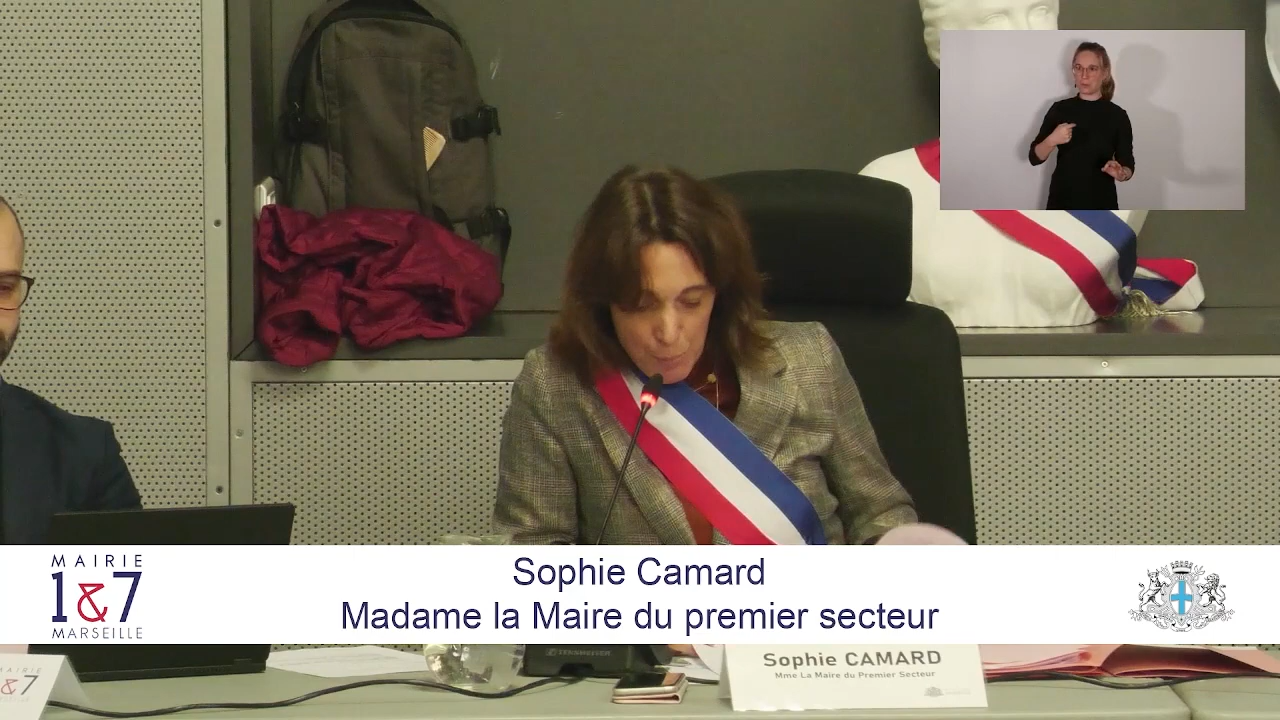 Sophie Camard
Madame la Maire du premier secteur
MAIRIE
1&7
MARSEILLE
Sophie CAMARD
Mme La Maire du Premier Secteur
&7